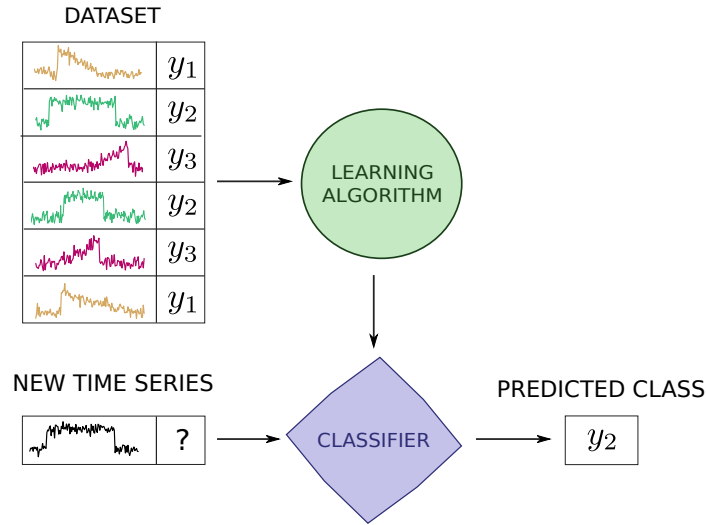 DATASET
y₁
y₂
y₃
y₂
y₃
y₁
LEARNING
ALGORITHM
NEW TIME SERIES
?
CLASSIFIER
PREDICTED CLASS
y₂